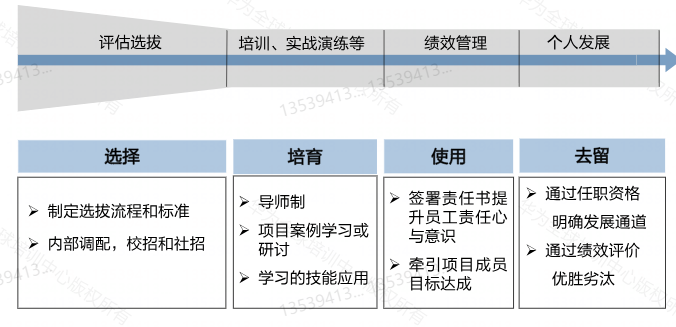 评估选拔
培训、实战演练等
绩效管理
个人发展
选择
培育
使用
去留
➢ 制定选拔流程和标准
➢ 内部调配，校招和社招
➢ 导师制
➢ 项目案例学习或
研讨
➢ 学习的技能应用
➢ 签署责任书提
升员工责任心
与意识
➢ 牵引项目成员
目标达成
➢ 通过任职资格
明确发展通道
➢ 通过绩效评价
优胜劣汰
13539413...